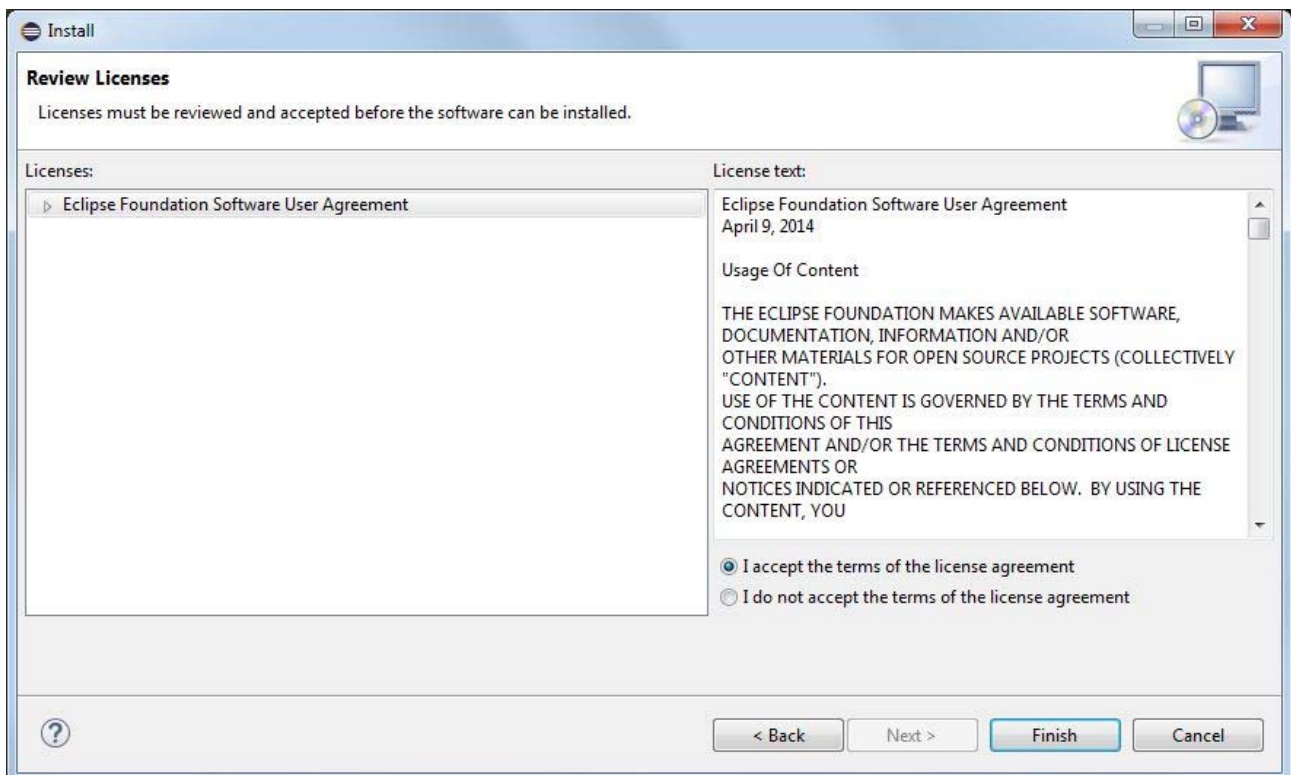 Install
Review Licenses
Licenses must be reviewed and accepted before the software can be installed.
Licenses:
Eclipse Foundation Software User Agreement
License text:
Eclipse Foundation Software User Agreement
April 9, 2014
Usage Of Content
THE ECLIPSE FOUNDATION MAKES AVAILABLE SOFTWARE,
DOCUMENTATION, INFORMATION AND/OR
OTHER MATERIALS FOR OPEN SOURCE PROJECTS (COLLECTIVELY
"CONTENT").
USE OF THE CONTENT IS GOVERNED BY THE TERMS AND
CONDITIONS OF THIS
AGREEMENT AND/OR THE TERMS AND CONDITIONS OF LICENSE
AGREEMENTS OR
NOTICES INDICATED OR REFERENCED BELOW.  BY USING THE
CONTENT, YOU
I accept the terms of the license agreement
I do not accept the terms of the license agreement
?
< Back
Next >
Finish
Cancel